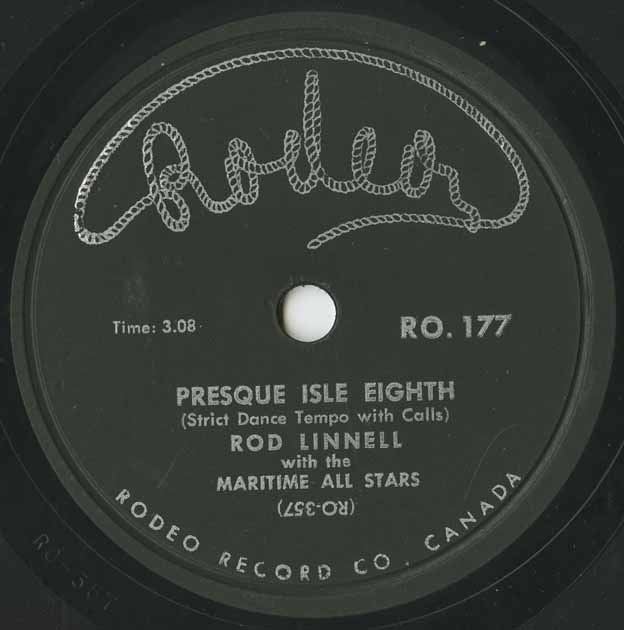 Rodeo
Time: 3.08
RO. 177
PRESQUE ISLE EIGHTH
(Strict Dance Tempo with Calls)
ROD LINNELL
with the
MARITIME ALL STARS
(RO-357)
RODEO RECORD CO., CANADA